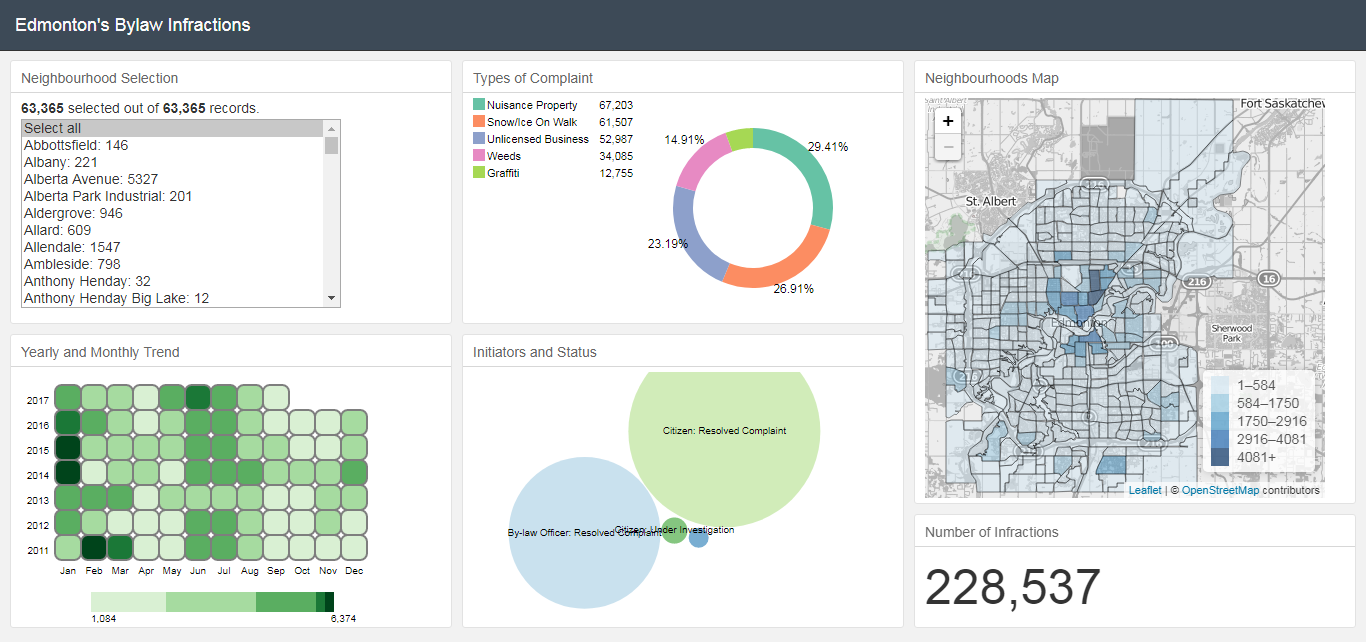 Edmonton's Bylaw Infractions
Neighbourhood Selection
63,365 selected out of 63,365 records.
Select all
Abbottsfield: 146
Albany: 221
Alberta Avenue: 5327
Alberta Park Industrial: 201
Aldergrove: 946
Allard: 609
Allendale: 1547
Ambleside: 798
Anthony Henday: 32
Anthony Henday Big Lake: 12
Types of Complaint
Nuisance Property 67,203
Snow/Ice On Walk 61,507
Unlicensed Business 52,987
Weeds 34,085
Graffiti 12,755
14.91%
29.41%
23.19%
26.91%
Neighbourhoods Map
+
−
Fort Saskatchew
St. Albert
216
16
Sherwood
Park
Edmonton
216
1–584
584–1750
1750–2916
2916–4081
4081+
Leaflet | © OpenStreetMap contributors
Yearly and Monthly Trend
2017
2016
2015
2014
2013
2012
2011
Jan Feb Mar Apr May Jun Jul Aug Sep Oct Nov Dec
1,084 6,374
Initiators and Status
Citizen: Resolved Complaint
Citizen: Under Investigation
By-law Officer: Resolved Complaint
Number of Infractions
228,537